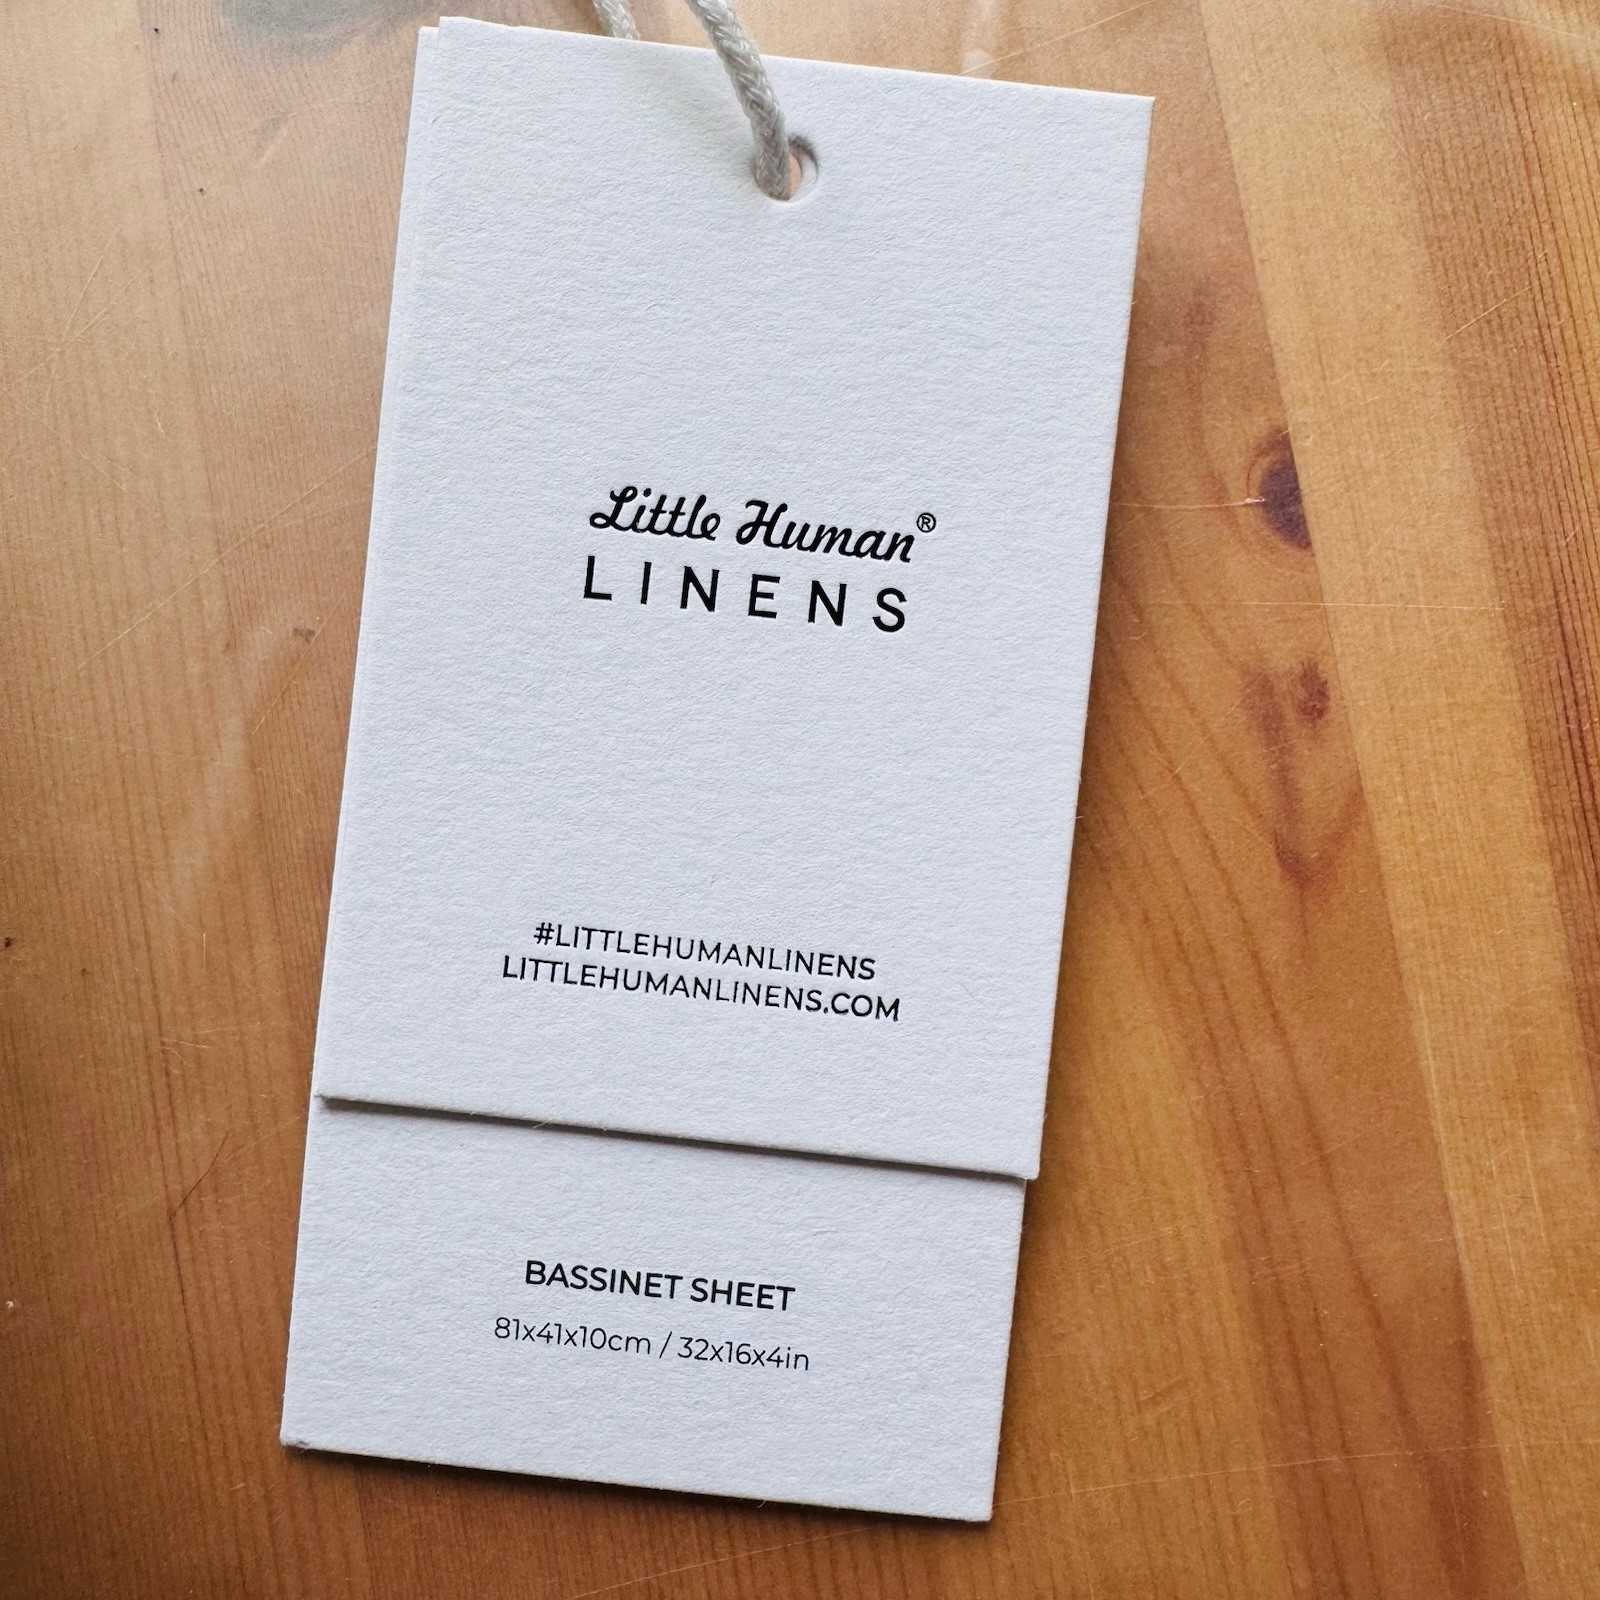 Little Human®
LINENS
#LITTLEHUMANLINENS
LITTLEHUMANLINENS.COM
BASSINET SHEET
81x41x10cm / 32x16x4in